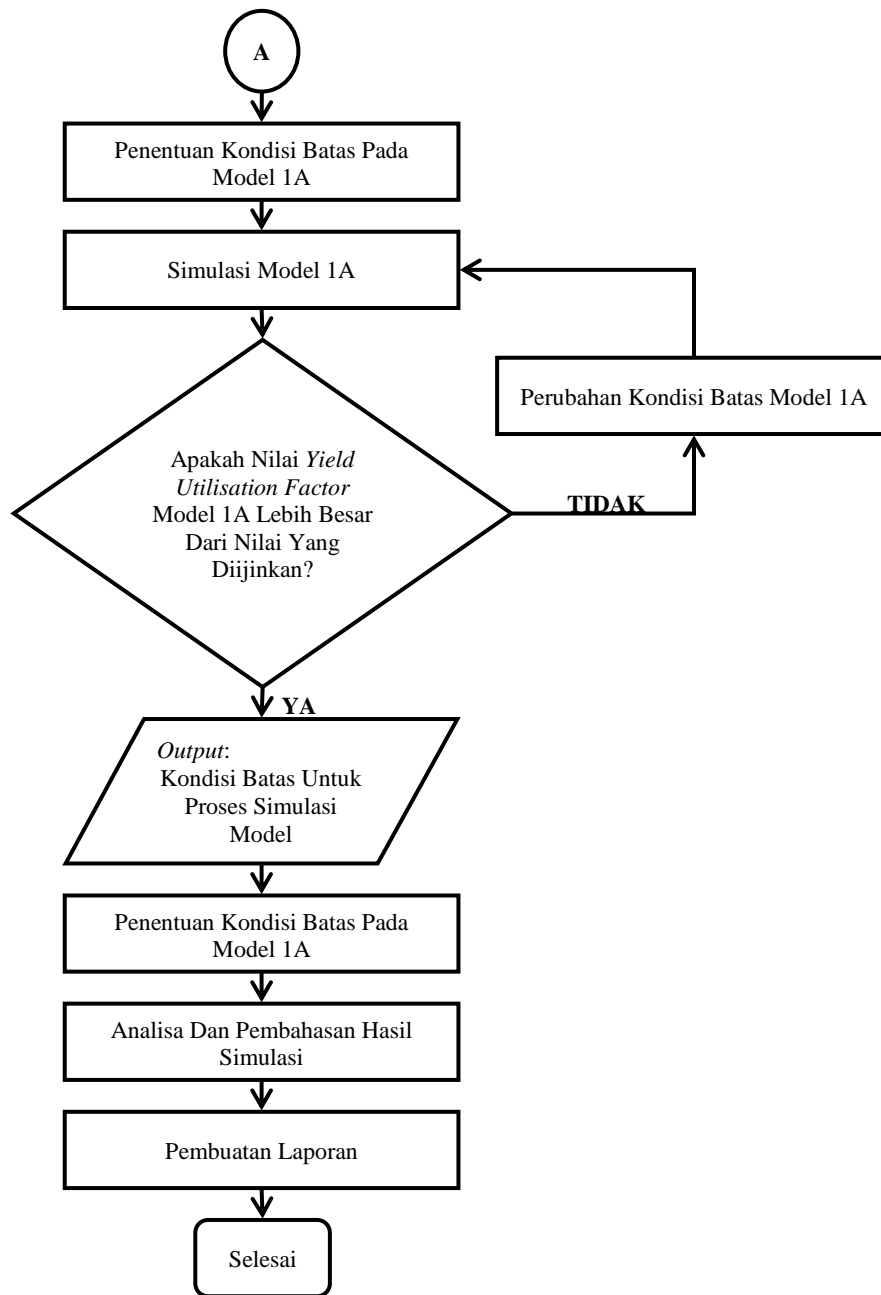 A
Penentuan Kondisi Batas Pada
Model 1A
Simulasi Model 1A
Perubahan Kondisi Batas Model 1A
Apakah Nilai Yield
Utilisation Factor
Model 1A Lebih Besar
Dari Nilai Yang
Diijinkan?
TIDAK
YA
Output:
Kondisi Batas Untuk
Proses Simulasi
Model
Penentuan Kondisi Batas Pada
Model 1A
Analisa Dan Pembahasan Hasil
Simulasi
Pembuatan Laporan
Selesai